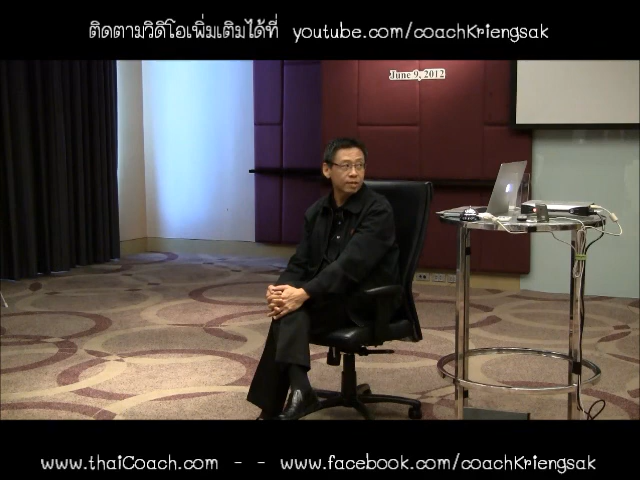 ติดตามวิดีโอเพิ่มเติมได้ที่ youtube.com/coachKriengsak
June 9, 2012
www.thaiCoach.com - - www.facebook.com/coachKriengsak